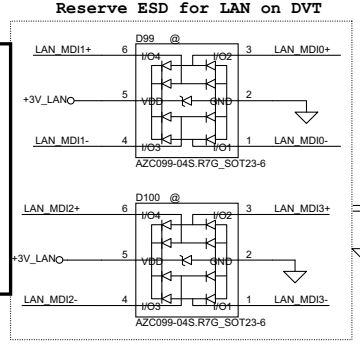 Reserve ESD for LAN on DVT
D99 @
LAN_MDI1+ 6 I/O4 I/O2 3 LAN_MDI0+
+3V_LAN 5 VDD GND 2
LAN_MDI1- 4 I/O3 I/O1 1 LAN_MDI0-
AZC099-04S.R7G_SOT23-6
D100 @
LAN_MDI2+ 6 I/O4 I/O2 3 LAN_MDI3+
+3V_LAN 5 VDD GND 2
LAN_MDI2- 4 I/O3 I/O1 1 LAN_MDI3-
AZC099-04S.R7G_SOT23-6